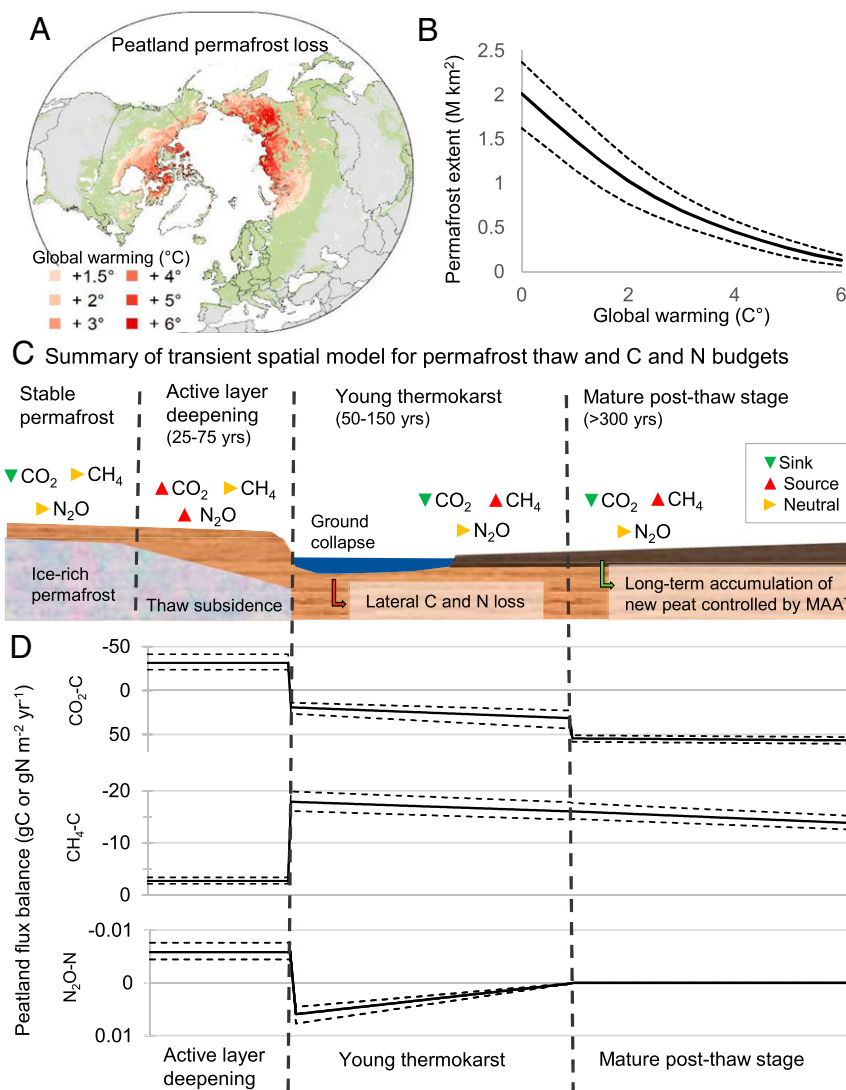 A
Peatland permafrost loss
Global warming (°C)
+1.5°
+ 4°
+ 2°
+ 5°
+ 3°
+ 6°
B
Permafrost extent (M km²)
2.5
2
1.5
1
0.5
0
0
2
4
6
Global warming (C°)
C Summary of transient spatial model for permafrost thaw and C and N budgets
Stable
permafrost
Active layer
deepening
(25-75 yrs)
Young thermokarst
(50-150 yrs)
Mature post-thaw stage
(>300 yrs)
CO₂
CH₄
N₂O
CO₂
CH₄
N₂O
CO₂
CH₄
N₂O
CO₂
CH₄
N₂O
Sink
Source
Neutral
Ground
collapse
Ice-rich
permafrost
Thaw subsidence
Lateral C and N loss
Long-term accumulation of
new peat controlled by MAAT
D
Peatland flux balance (gC or gN m⁻² yr⁻¹)
CO₂-C
-50
0
50
CH₄-C
-20
-10
0
N₂O-N
-0.01
0
0.01
Active layer
deepening
Young thermokarst
Mature post-thaw stage